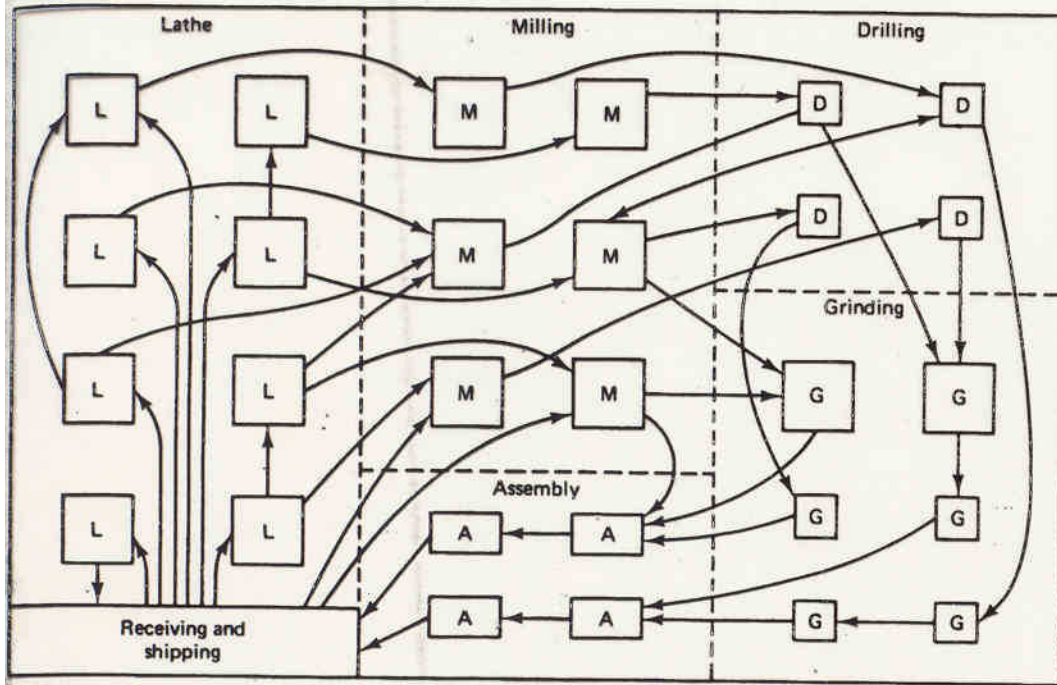 Lathe
Milling
Drilling
L
L
M
M
D
D
L
L
M
M
D
D
Grinding
L
L
M
M
G
G
Assembly
L
L
A
A
G
G
Receiving and
shipping
A
A
G
G